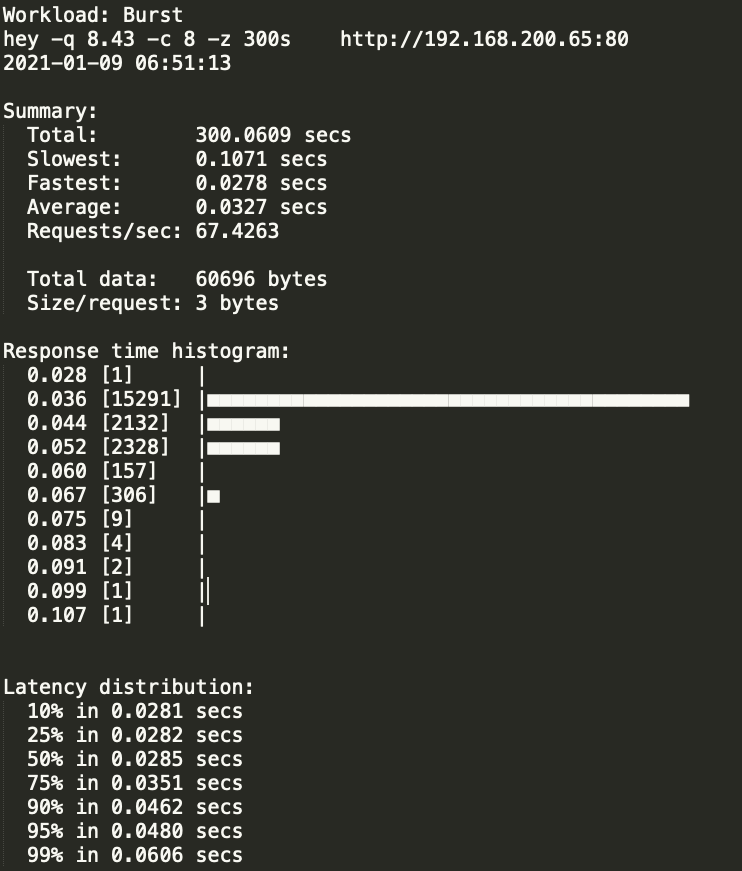 Workload: Burst
hey -q 8.43 -c 8 -z 300s    http://192.168.200.65:80
2021-01-09 06:51:13

Summary:
  Total:        300.0609 secs
  Slowest:      0.1071 secs
  Fastest:      0.0278 secs
  Average:      0.0327 secs
  Requests/sec: 67.4263

  Total data:   60696 bytes
  Size/request: 3 bytes

Response time histogram:
  0.028 [1]     |
  0.036 [15291] |■■■■■■■■■■■■■■■■■■■■■■■■■■■■■■■■■■■■■■■■
  0.044 [2132]  |■■■■■■
  0.052 [2328]  |■■■■■■
  0.060 [157]   |
  0.067 [306]   |■
  0.075 [9]     |
  0.083 [4]     |
  0.091 [2]     |
  0.099 [1]     |
  0.107 [1]     |


Latency distribution:
  10% in 0.0281 secs
  25% in 0.0282 secs
  50% in 0.0285 secs
  75% in 0.0351 secs
  90% in 0.0462 secs
  95% in 0.0480 secs
  99% in 0.0606 secs